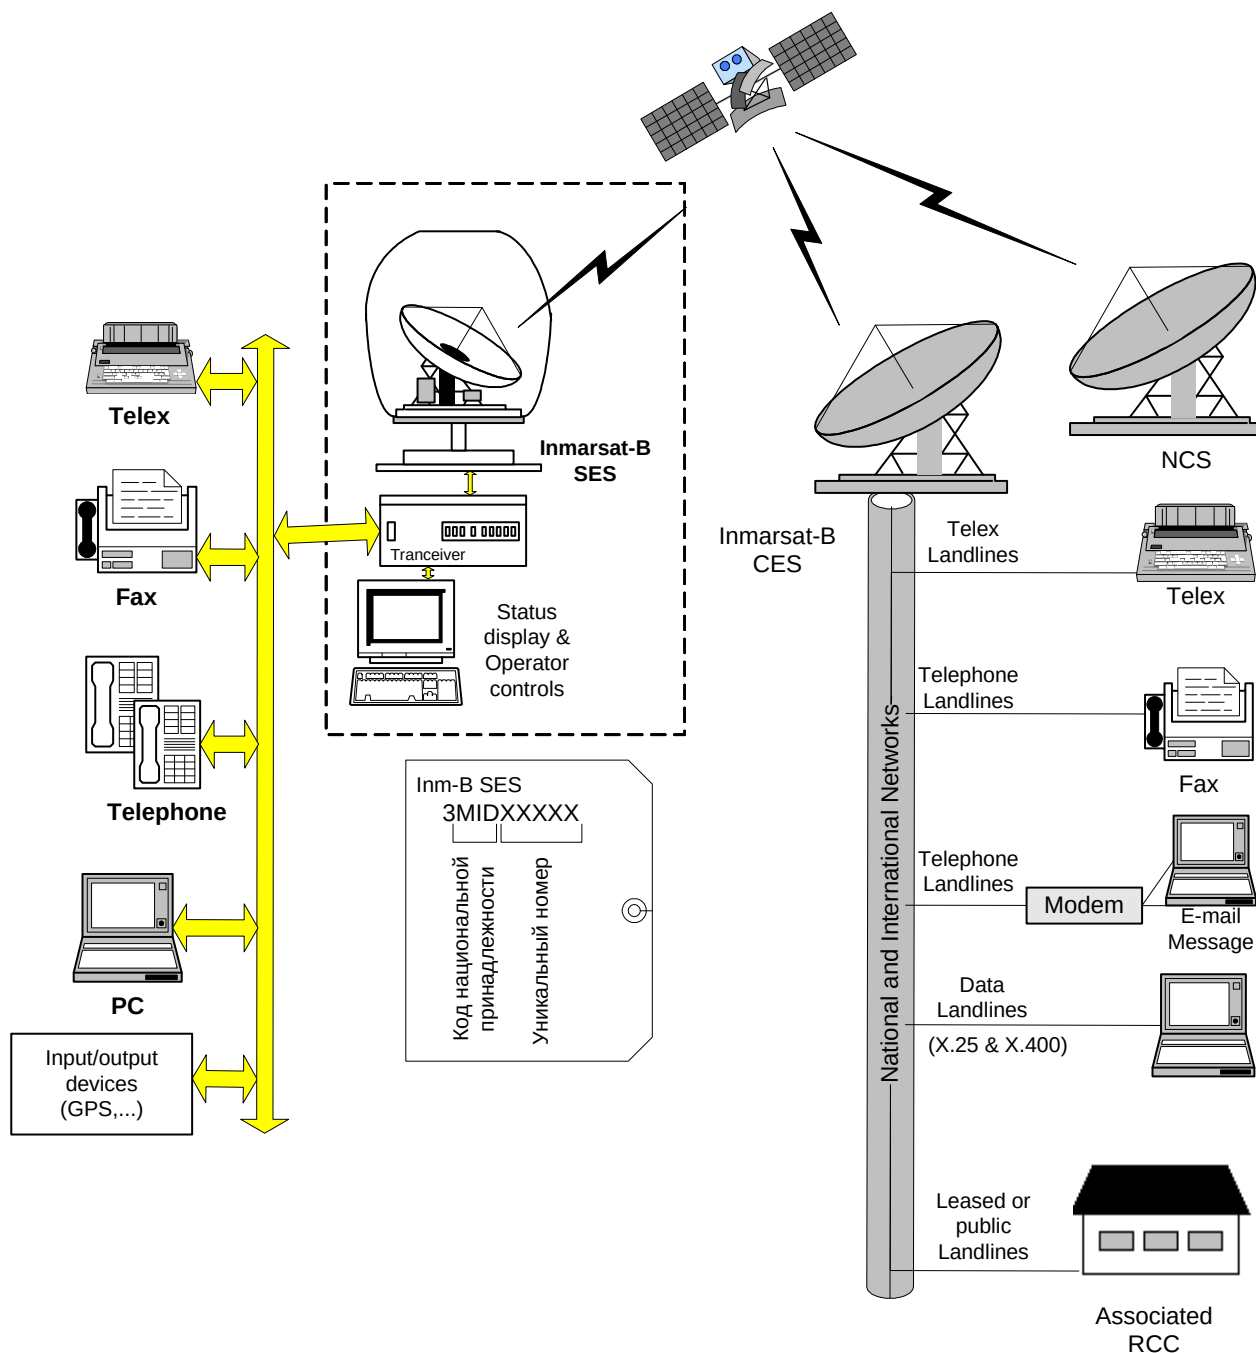 Telex
Fax
Telephone
PC
Input/output
devices
(GPS,...)
Inmarsat-B
SES
Tranceiver
Status
display &
Operator
controls
Inm-B SES
3MIDXXXXX
Код национальной
принадлежности
Уникальный номер
Inmarsat-B
CES
NCS
National and International Networks
Telex
Landlines
Telex
Telephone
Landlines
Fax
Telephone
Landlines
Modem
E-mail
Message
Data
Landlines
(X.25 & X.400)
Leased or
public
Landlines
Associated
RCC